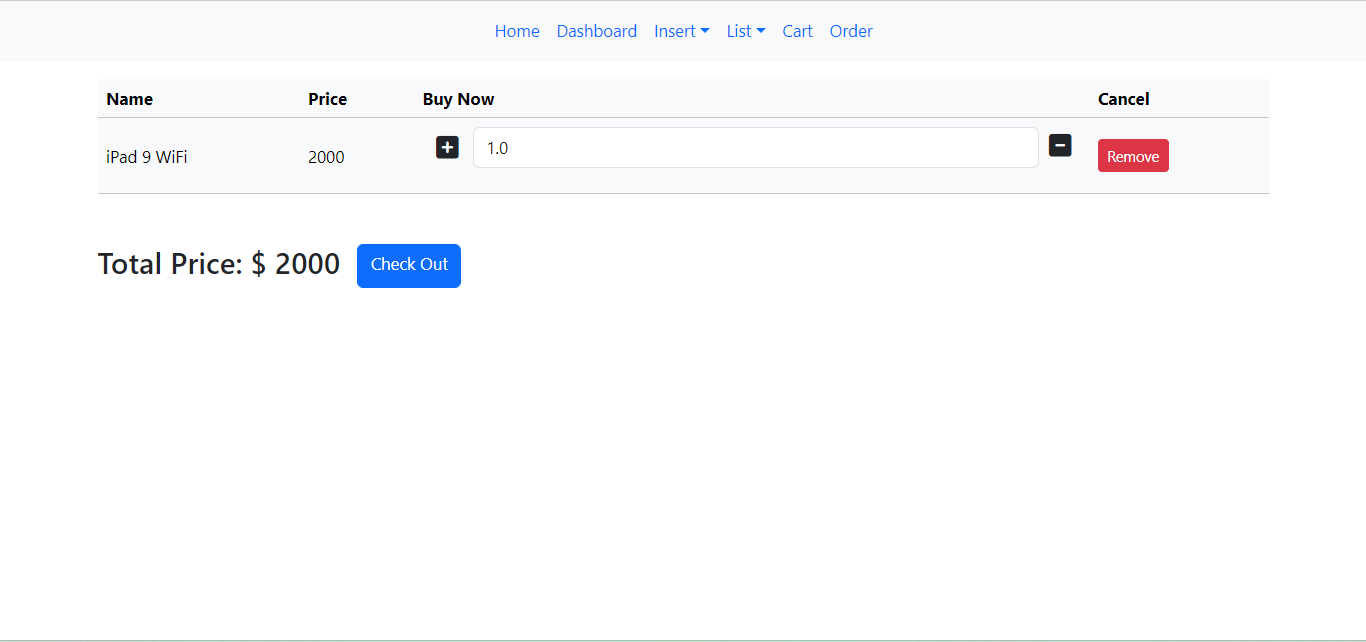 Home Dashboard Insert List Cart Order
Name Price Buy Now Cancel
iPad 9 WiFi 2000 1.0 Remove
Total Price: $ 2000 Check Out